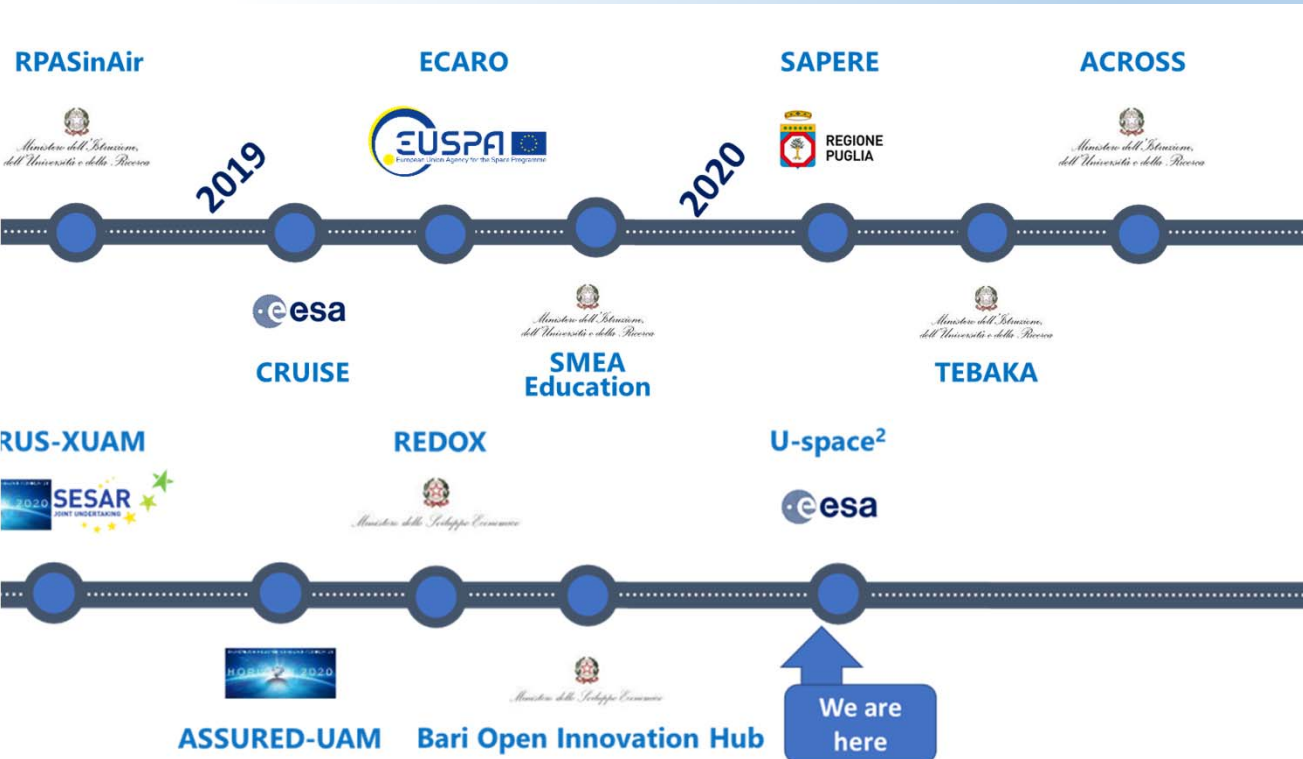 RPASinAir
ECARO
SAPERE
ACROSS
Ministero dell'Istruzione,
dell'Università e della Ricerca
2019
EUSPA
European Union Agency for the Space Programme
2020
REGIONE
PUGLIA
Ministero dell'Istruzione,
dell'Università e della Ricerca
esa
CRUISE
Ministero dell'Istruzione,
dell'Università e della Ricerca
SMEA
Education
Ministero dell'Istruzione,
dell'Università e della Ricerca
TEBAKA
RUS-XUAM
REDOX
U-space²
2020
SESAR
JOINT UNDERTAKING
Ministero dello Sviluppo Economico
esa
HORIZON 2020
ASSURED-UAM
Ministero dello Sviluppo Economico
Bari Open Innovation Hub
We are
here